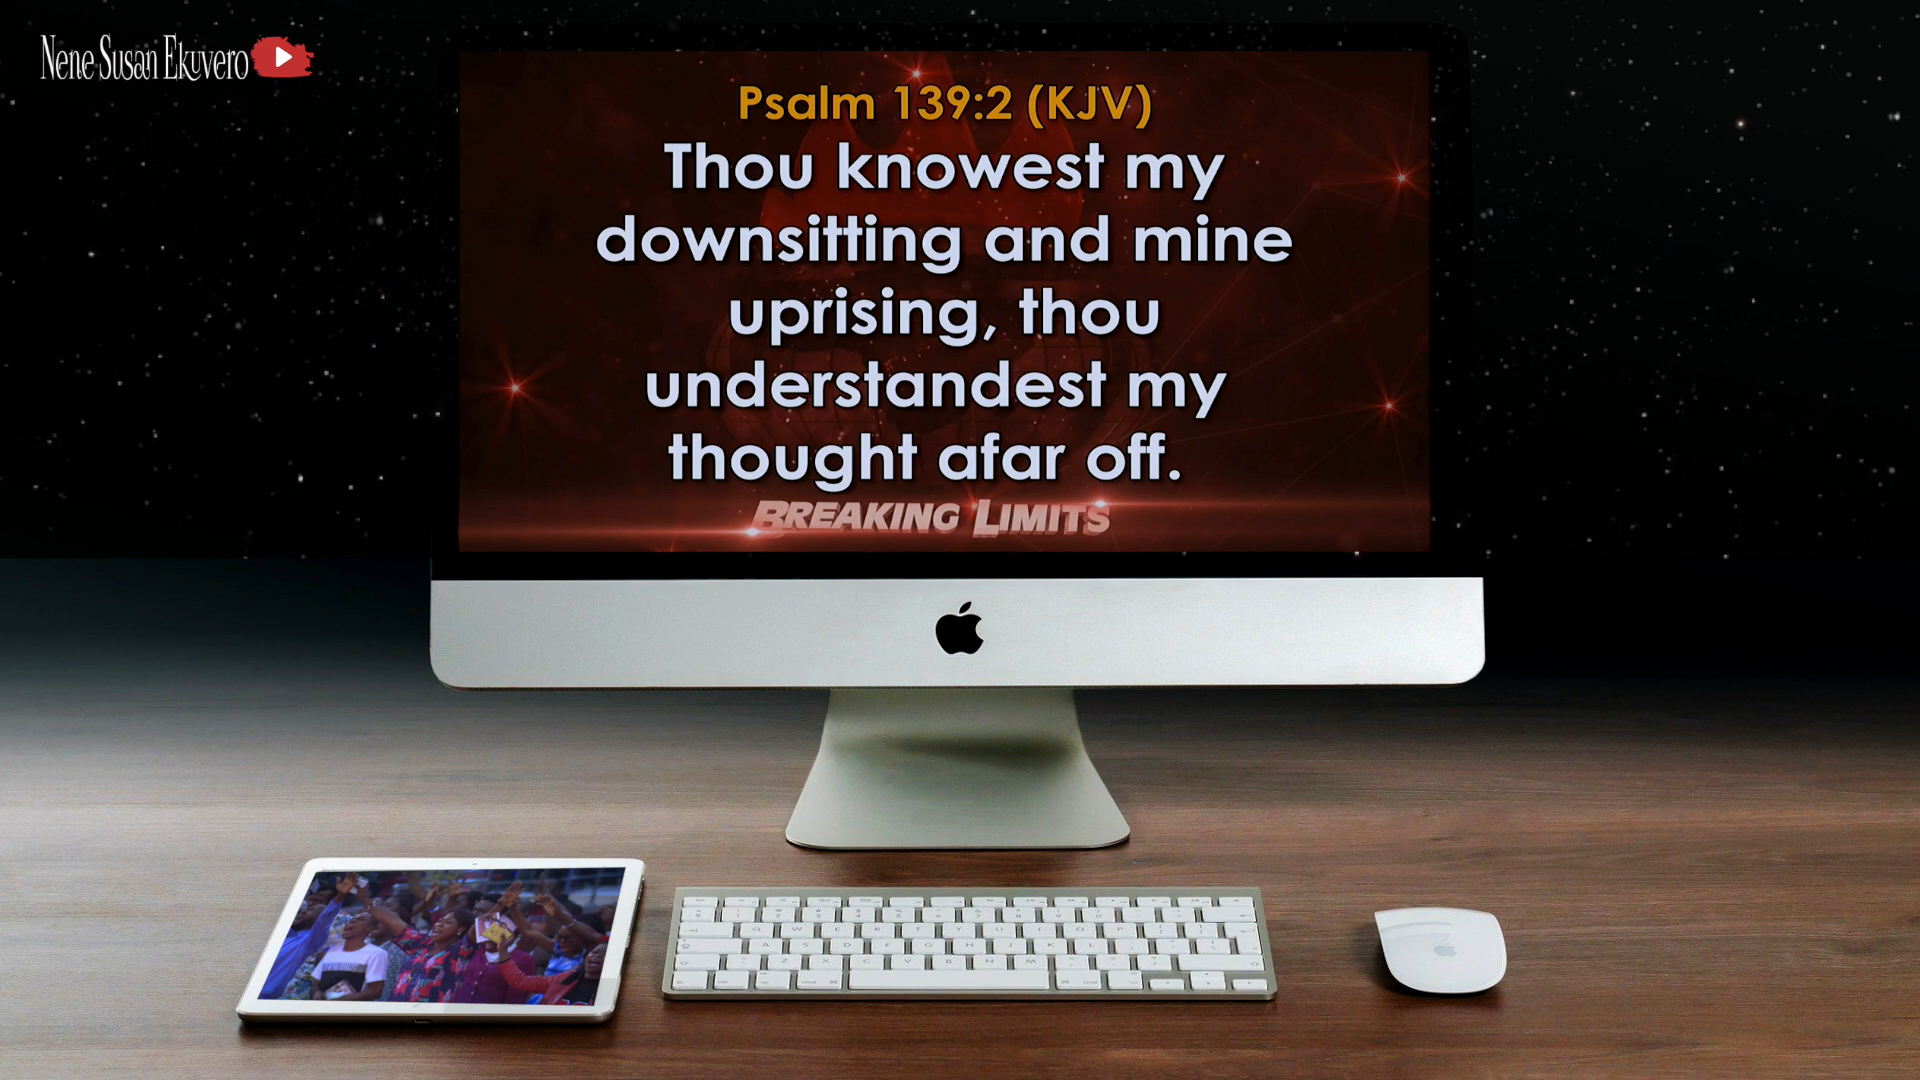 Nene Susan Ekuvero
Psalm 139:2 (KJV)
Thou knowest my
downsitting and mine
uprising, thou
understandest my
thought afar off.
BREAKING LIMITS